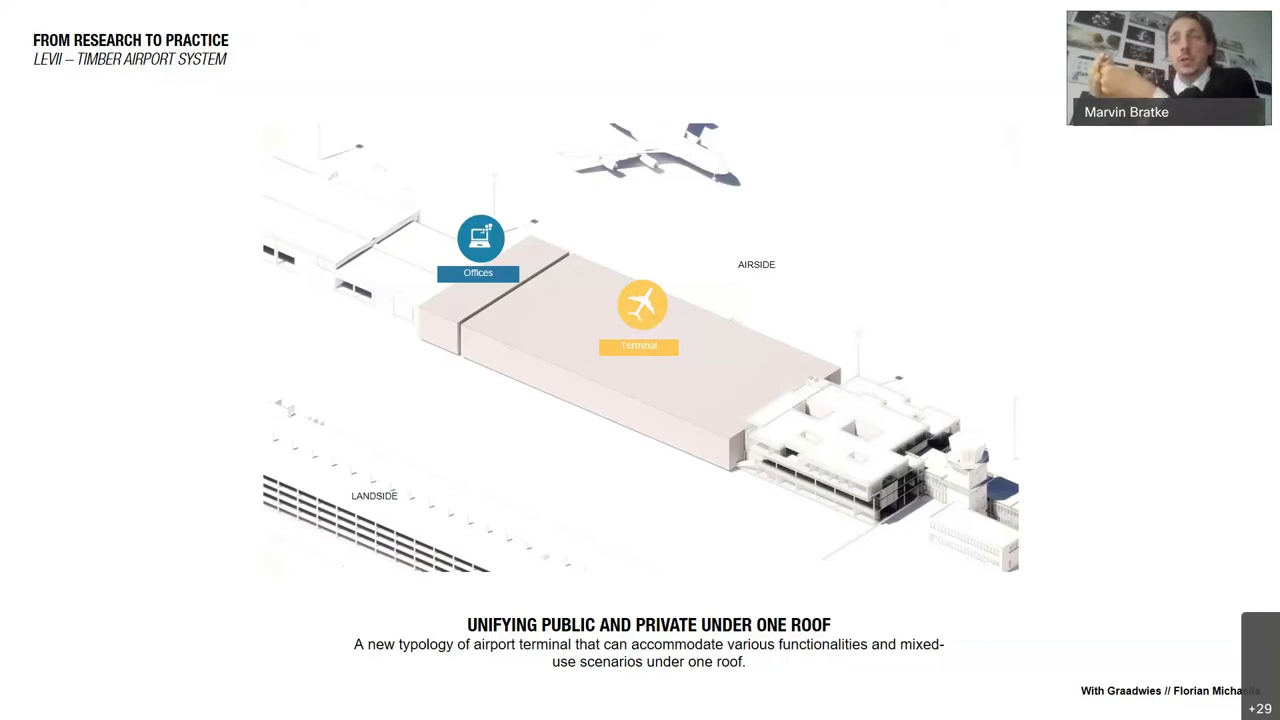 FROM RESEARCH TO PRACTICE
LEVII – TIMBER AIRPORT SYSTEM
Marvin Bratke
Offices
AIRSIDE
Terminal
LANDSIDE
UNIFYING PUBLIC AND PRIVATE UNDER ONE ROOF
A new typology of airport terminal that can accommodate various functionalities and mixed-
use scenarios under one roof.
With Graadwies // Florian
+29